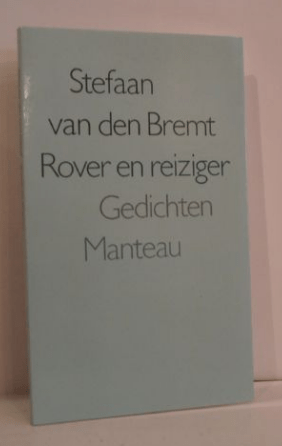 Stefaan
van den Bremt
Rover en reiziger
Gedichten
Manteau